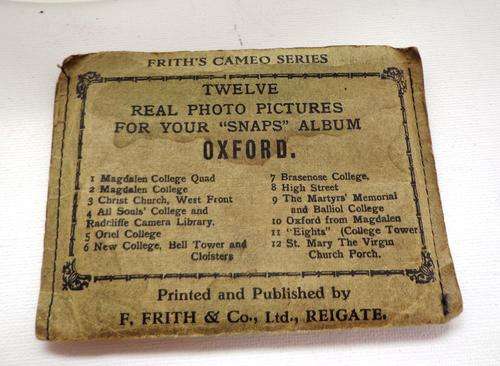 FRITH'S CAMEO SERIES
TWELVE
REAL PHOTO PICTURES
FOR YOUR "SNAPS" ALBUM
OXFORD.
1 Magdalen College Quad
2 Magdalen College
3 Christ Church, West Front
4 All Souls' College and
Radcliffe Camera Library.
5 Oriel College
6 New College, Bell Tower and
Cloisters
7 Brasenose College,
8 High Street
9 The Martyrs' Memorial
and Balliol College
10 Oxford from Magdalen
11 "Eights" (College Tower
12 St. Mary The Virgin
Church Porch.
Printed and Published by
F. FRITH & Co., Ltd., REIGATE.